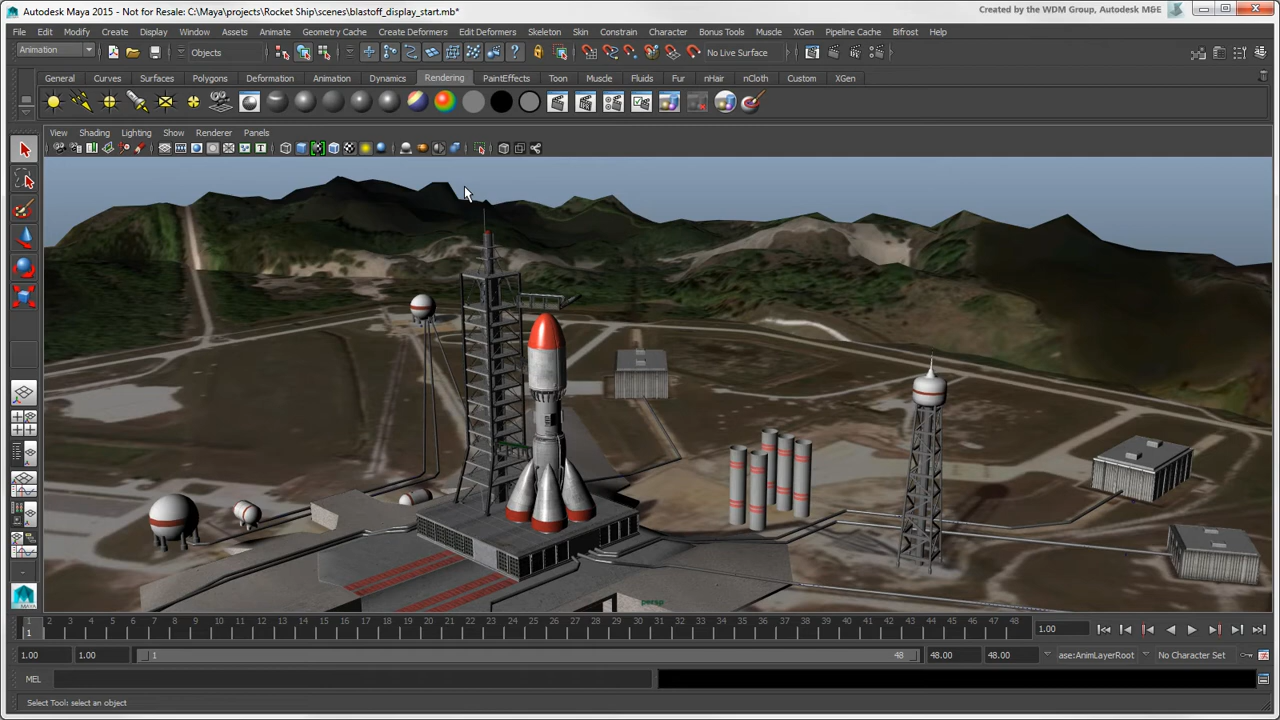 Autodesk Maya 2015 - Not for Resale: C:\Maya\projects\Rocket Ship\scenes\blastoff_display_start.mb*
Created by the WDM Group, Autodesk M&E
File Edit Modify Create Display Window Assets Animate Geometry Cache Create Deformers Edit Deformers Skeleton Skin Constrain Character Bonus Tools Muscle XGen Pipeline Cache Bifrost Help
Animation Objects No Live Surface
General Curves Surfaces Polygons Deformation Animation Dynamics Rendering PaintEffects Toon Muscle Fluids Fur nHair nCloth Custom XGen
View Shading Lighting Show Renderer Panels
persp
1 2 3 4 5 6 7 8 9 10 11 12 13 14 15 16 17 18 19 20 21 22 23 24 25 26 27 28 29 30 31 32 33 34 35 36 37 38 39 40 41 42 43 44 45 46 47 48
1 1.00
1.00 1.00 1 48 48.00 48.00 ase:AnimLayerRoot No Character Set
MEL
Select Tool: select an object
MAYA